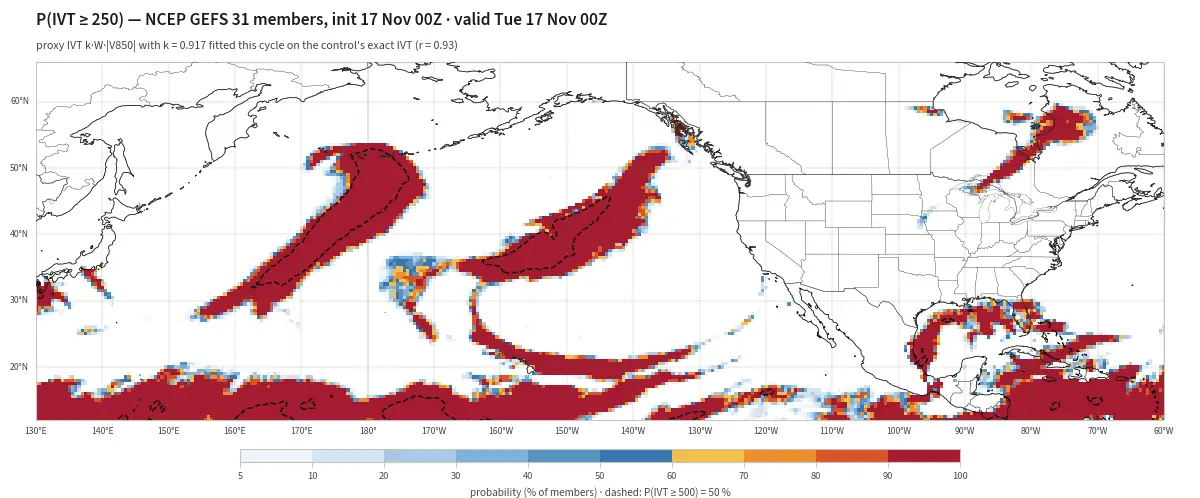 P(IVT ≥ 250) — NCEP GEFS 31 members, init 17 Nov 00Z · valid Tue 17 Nov 00Z
proxy IVT k·W·|V850| with k = 0.917 fitted this cycle on the control's exact IVT (r = 0.93)
60°N
50°N
40°N
30°N
20°N
130°E 140°E 150°E 160°E 170°E 180° 170°W 160°W 150°W 140°W 130°W 120°W 110°W 100°W 90°W 80°W 70°W 60°W
5 10 20 30 40 50 60 70 80 90 100
probability (% of members) · dashed: P(IVT ≥ 500) = 50 %